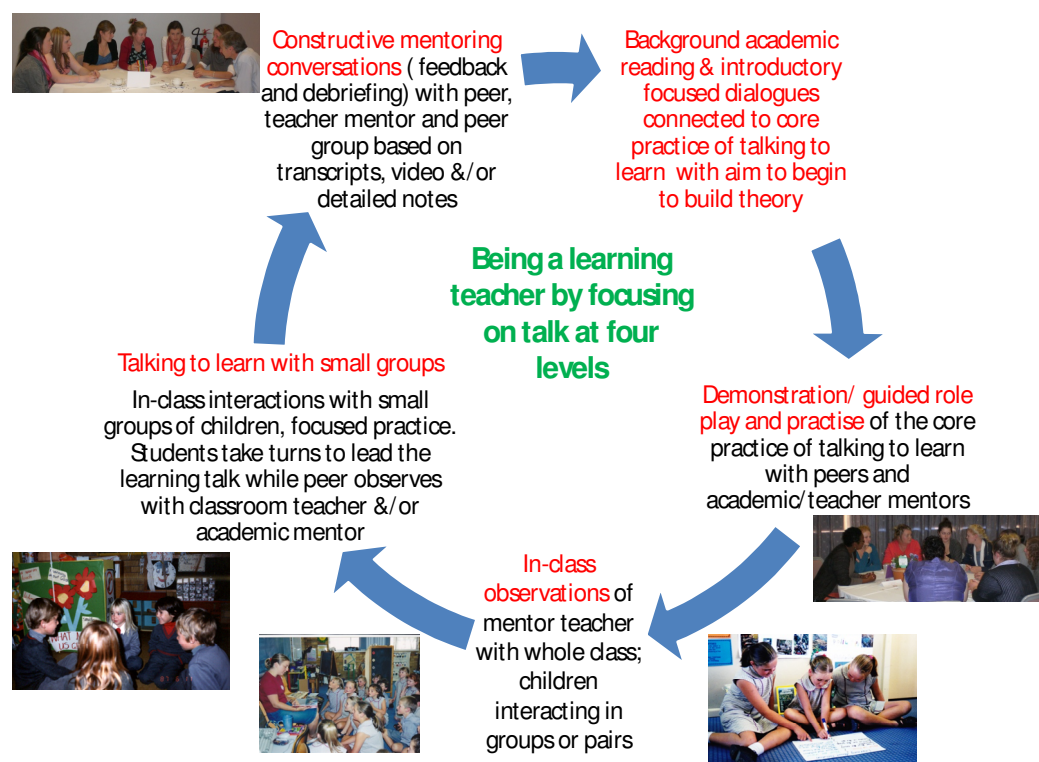 Constructive mentoring
conversations ( feedback
and debriefing) with peer,
teacher mentor and peer
group based on
transcripts, video &/or
detailed notes
Background academic
reading & introductory
focused dialogues
connected to core
practice of talking to
learn with aim to begin
to build theory
Being a learning
teacher by focusing
on talk at four
levels
Demonstration/ guided role
play and practise of the core
practice of talking to learn
with peers and
academic/teacher mentors
In-class
observations of
mentor teacher
with whole class;
children
interacting in
groups or pairs
Talking to learn with small groups
In-class interactions with small
groups of children, focused practice.
Students take turns to lead the
learning talk while peer observes
with classroom teacher &/or
academic mentor